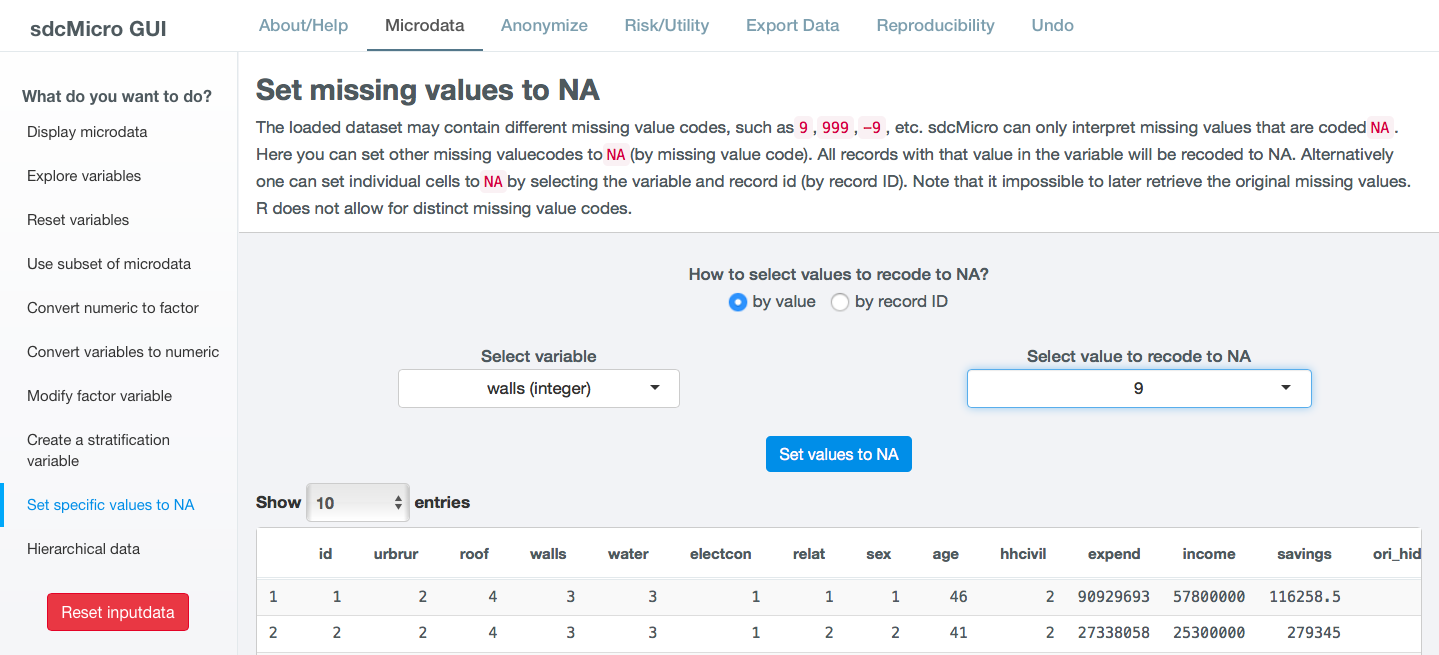 sdcMicro GUI
About/Help Microdata Anonymize Risk/Utility Export Data Reproducibility Undo
What do you want to do?
Display microdata
Explore variables
Reset variables
Use subset of microdata
Convert numeric to factor
Convert variables to numeric
Modify factor variable
Create a stratification
variable
Set specific values to NA
Hierarchical data
Reset inputdata
Set missing values to NA
The loaded dataset may contain different missing value codes, such as 9 , 999 , -9 , etc. sdcMicro can only interpret missing values that are coded NA .
Here you can set other missing valuecodes to NA (by missing value code). All records with that value in the variable will be recoded to NA. Alternatively
one can set individual cells to NA by selecting the variable and record id (by record ID). Note that it impossible to later retrieve the original missing values.
R does not allow for distinct missing value codes.
How to select values to recode to NA?
by value by record ID
Select variable Select value to recode to NA
walls (integer) 9
Set values to NA
Show 10 entries
id urbrur roof walls water electcon relat sex age hhcivil expend income savings ori_hid
1 1 2 4 3 3 1 1 1 46 2 90929693 57800000 116258.5
2 2 2 4 3 3 1 2 2 41 2 27338058 25300000 279345